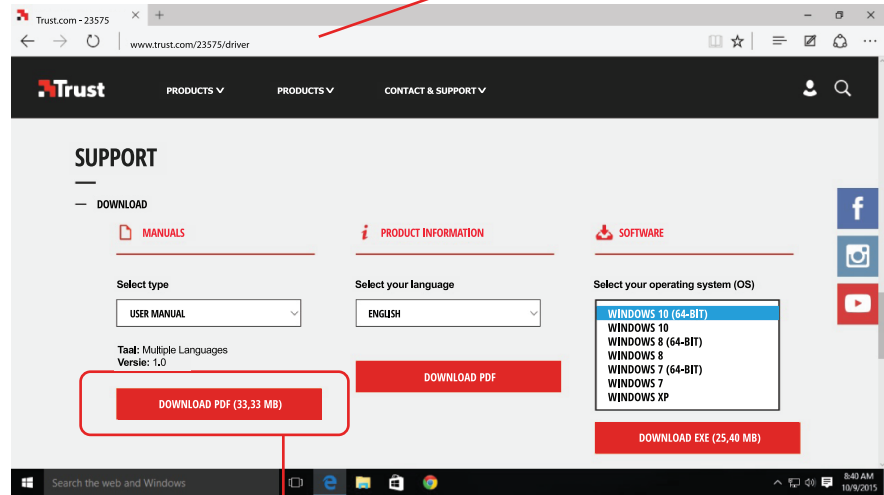 Trust.com - 23575
www.trust.com/23575/driver
Trust
PRODUCTS
PRODUCTS
CONTACT & SUPPORT
SUPPORT
DOWNLOAD
MANUALS
Select type
USER MANUAL
Taal: Multiple Languages
Versie: 1.0
DOWNLOAD PDF (33,33 MB)
PRODUCT INFORMATION
Select your language
ENGLISH
DOWNLOAD PDF
SOFTWARE
Select your operating system (OS)
WINDOWS 10 (64-BIT)
WINDOWS 10
WINDOWS 8 (64-BIT)
WINDOWS 8
WINDOWS 7 (64-BIT)
WINDOWS 7
WINDOWS XP
DOWNLOAD EXE (25,40 MB)
Search the web and Windows
8:40 AM
10/9/2015